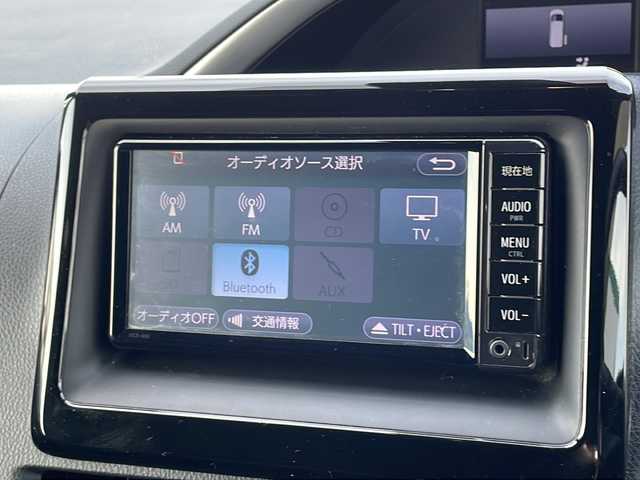 オーディオソース選択
AM
FM
CD
TV
Bluetooth
AUX
オーディオOFF
交通情報
TILT・EJECT
現在地
AUDIO
PWR
MENU
CTRL
VOL+
VOL-